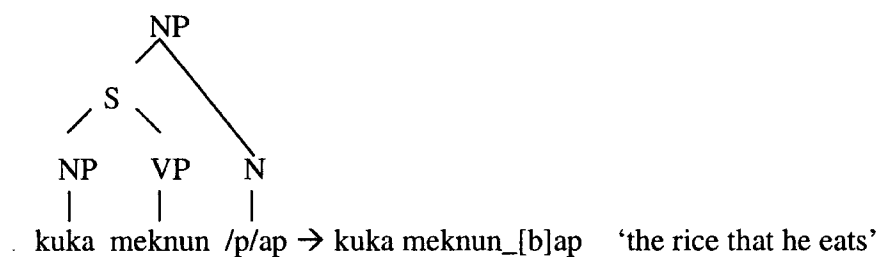 NP
S
NP VP N
. kuka meknun /p/ap → kuka meknun_[b]ap ‘the rice that he eats’